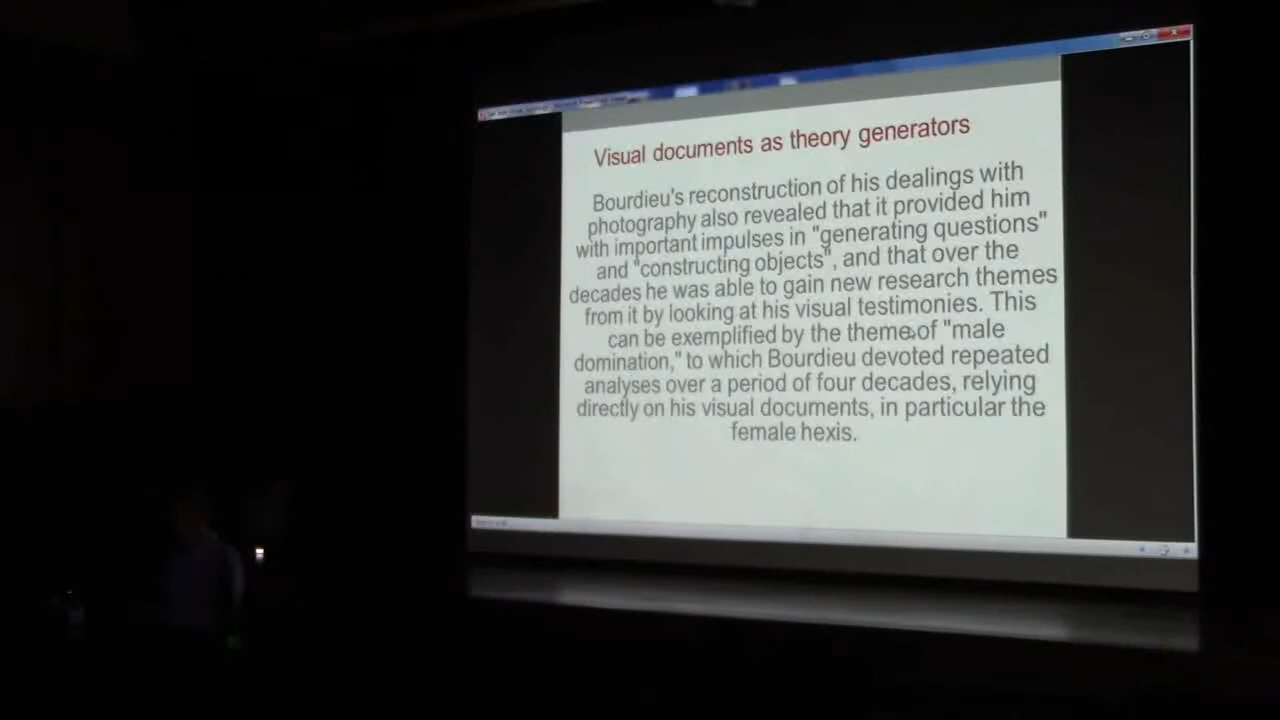 Visual documents as theory generators
Bourdieu's reconstruction of his dealings with
photography also revealed that it provided him
with important impulses in "generating questions"
and "constructing objects", and that over the
decades he was able to gain new research themes
from it by looking at his visual testimonies. This
can be exemplified by the theme of "male
domination," to which Bourdieu devoted repeated
analyses over a period of four decades, relying
directly on his visual documents, in particular the
female hexis.